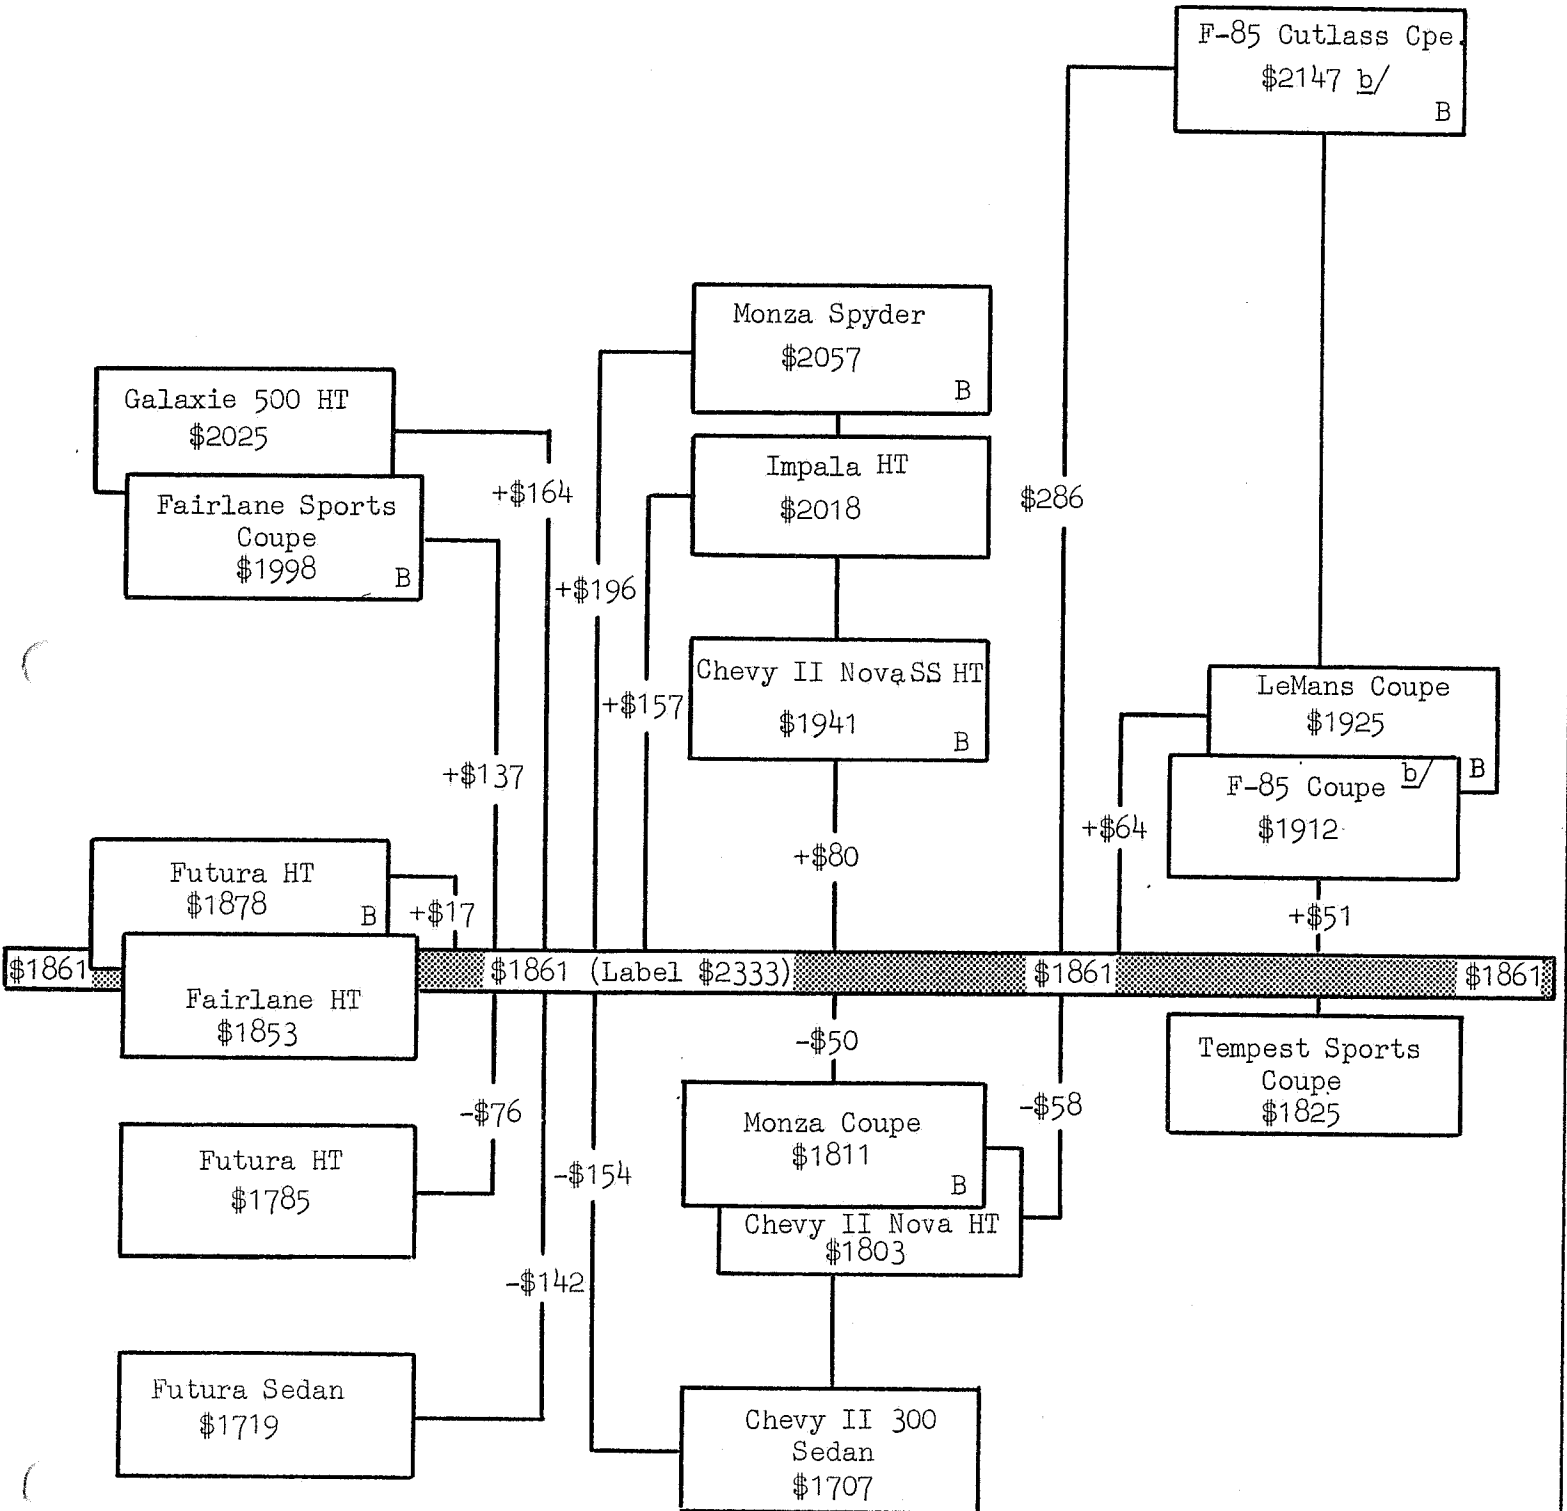 F-85 Cutlass Cpe.
$2147 b/
B
Monza Spyder
$2057
B
Galaxie 500 HT
$2025
Impala HT
$2018
+$164
$286
Fairlane Sports
Coupe
$1998
B
+$196
Chevy II Nova SS HT
$1941
B
+$157
LeMans Coupe
$1925
B
+$137
F-85 Coupe b/
$1912
+$64
+$80
Futura HT
$1878
B
+$17
+$51
$1861
$1861 (Label $2333)
$1861
$1861
Fairlane HT
$1853
-$50
Tempest Sports
Coupe
$1825
-$76
-$58
Monza Coupe
$1811
B
Futura HT
$1785
-$154
Chevy II Nova HT
$1803
-$142
Futura Sedan
$1719
Chevy II 300
Sedan
$1707